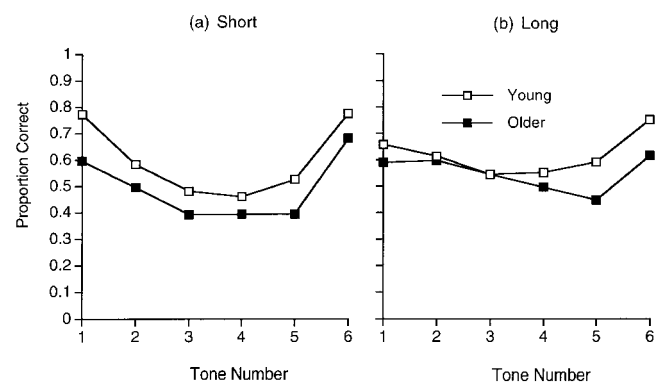 (a) Short
(b) Long
Proportion Correct
1
0.9
0.8
0.7
0.6
0.5
0.4
0.3
0.2
0.1
0
Young
Older
1 2 3 4 5 6
1 2 3 4 5 6
Tone Number
Tone Number